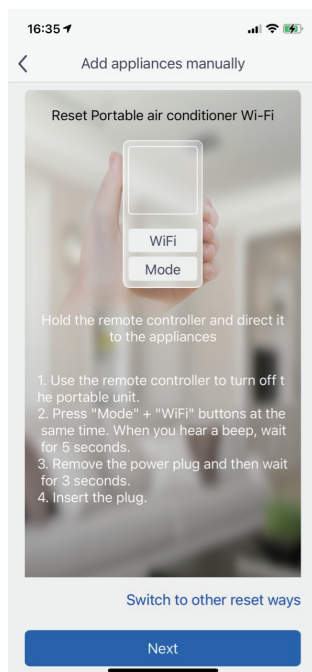 16:35
Add appliances manually
Reset Portable air conditioner Wi-Fi
WiFi
Mode
Hold the remote controller and direct it
to the appliances
1. Use the remote controller to turn off t
he portable unit.
2. Press "Mode" + "WiFi" buttons at the
same time. When you hear a beep, wait
for 5 seconds.
3. Remove the power plug and then wait
for 3 seconds.
4. Insert the plug.
Switch to other reset ways
Next